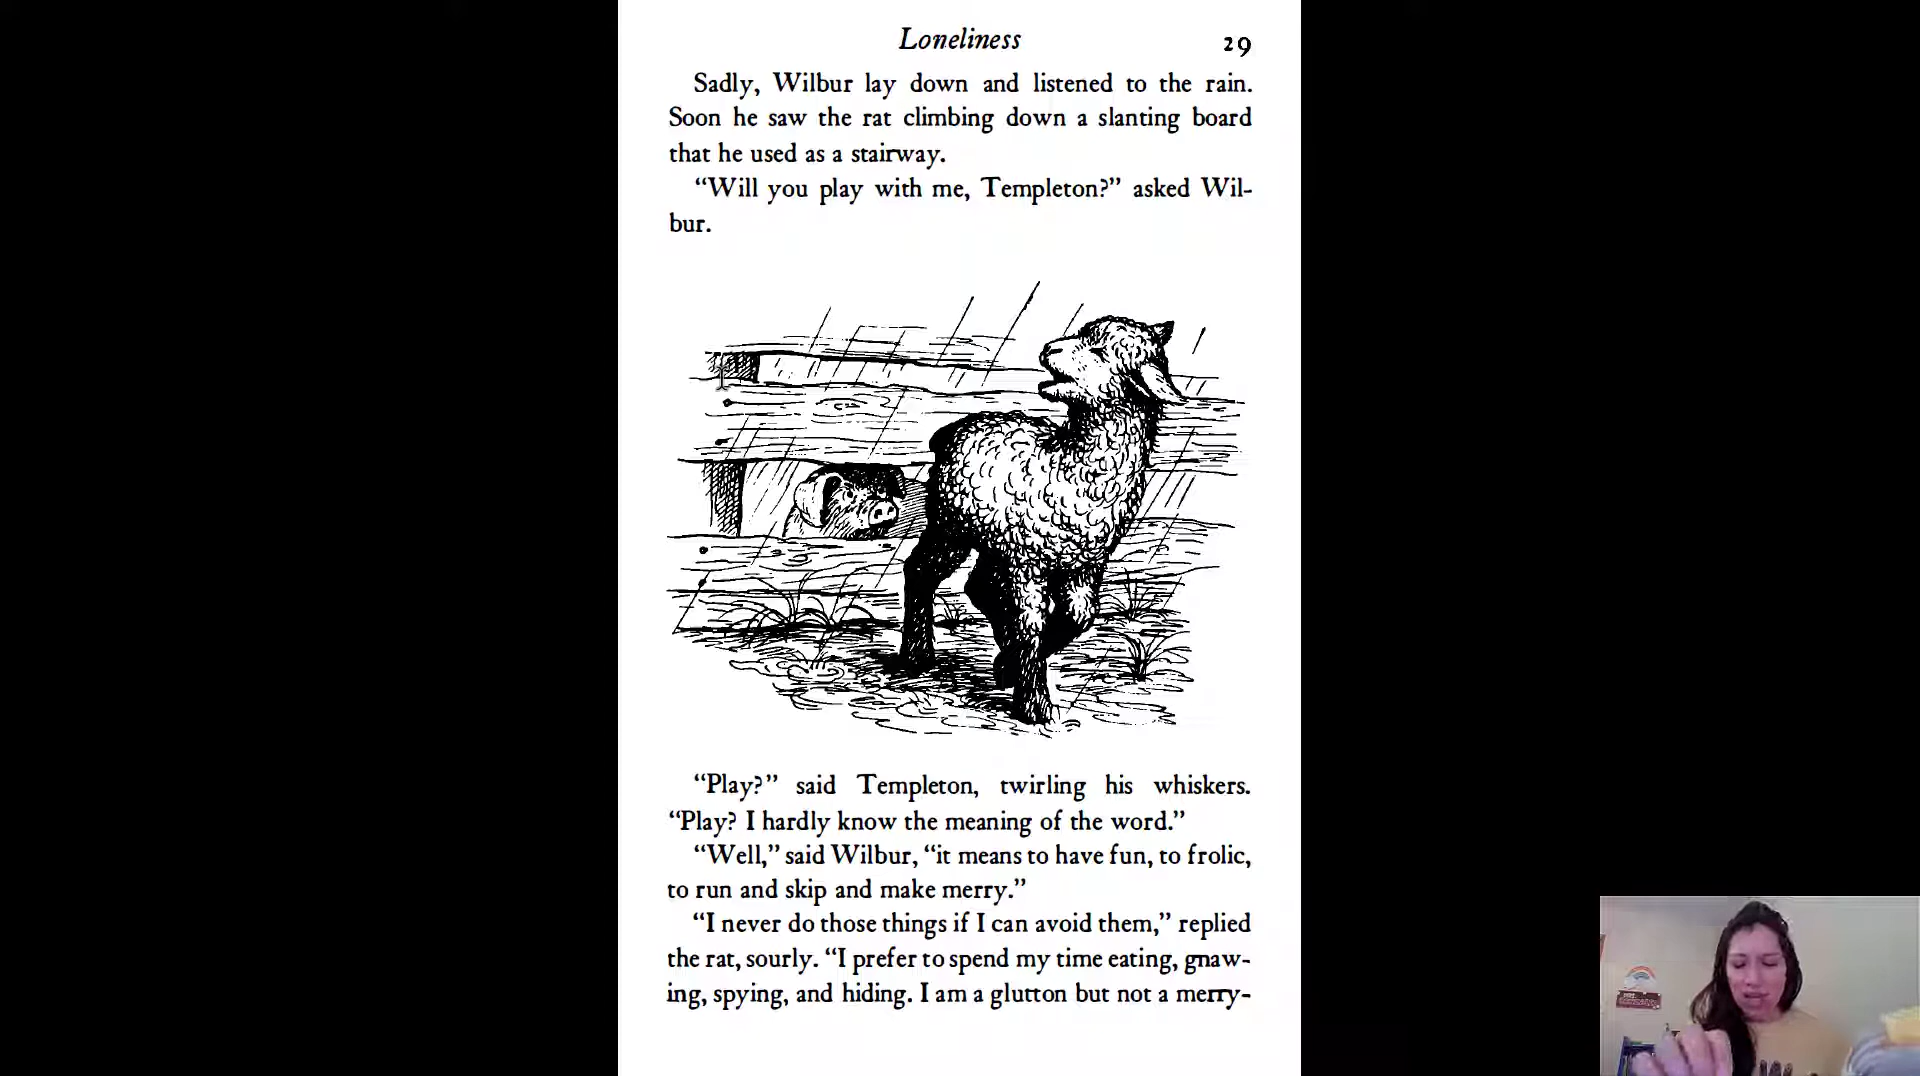 Loneliness 29
Sadly, Wilbur lay down and listened to the rain.
Soon he saw the rat climbing down a slanting board
that he used as a stairway.
“Will you play with me, Templeton?” asked Wil-
bur.
“Play?” said Templeton, twirling his whiskers.
“Play? I hardly know the meaning of the word.”
“Well,” said Wilbur, “it means to have fun, to frolic,
to run and skip and make merry.”
“I never do those things if I can avoid them,” replied
the rat, sourly. “I prefer to spend my time eating, gnaw-
ing, spying, and hiding. I am a glutton but not a merry-